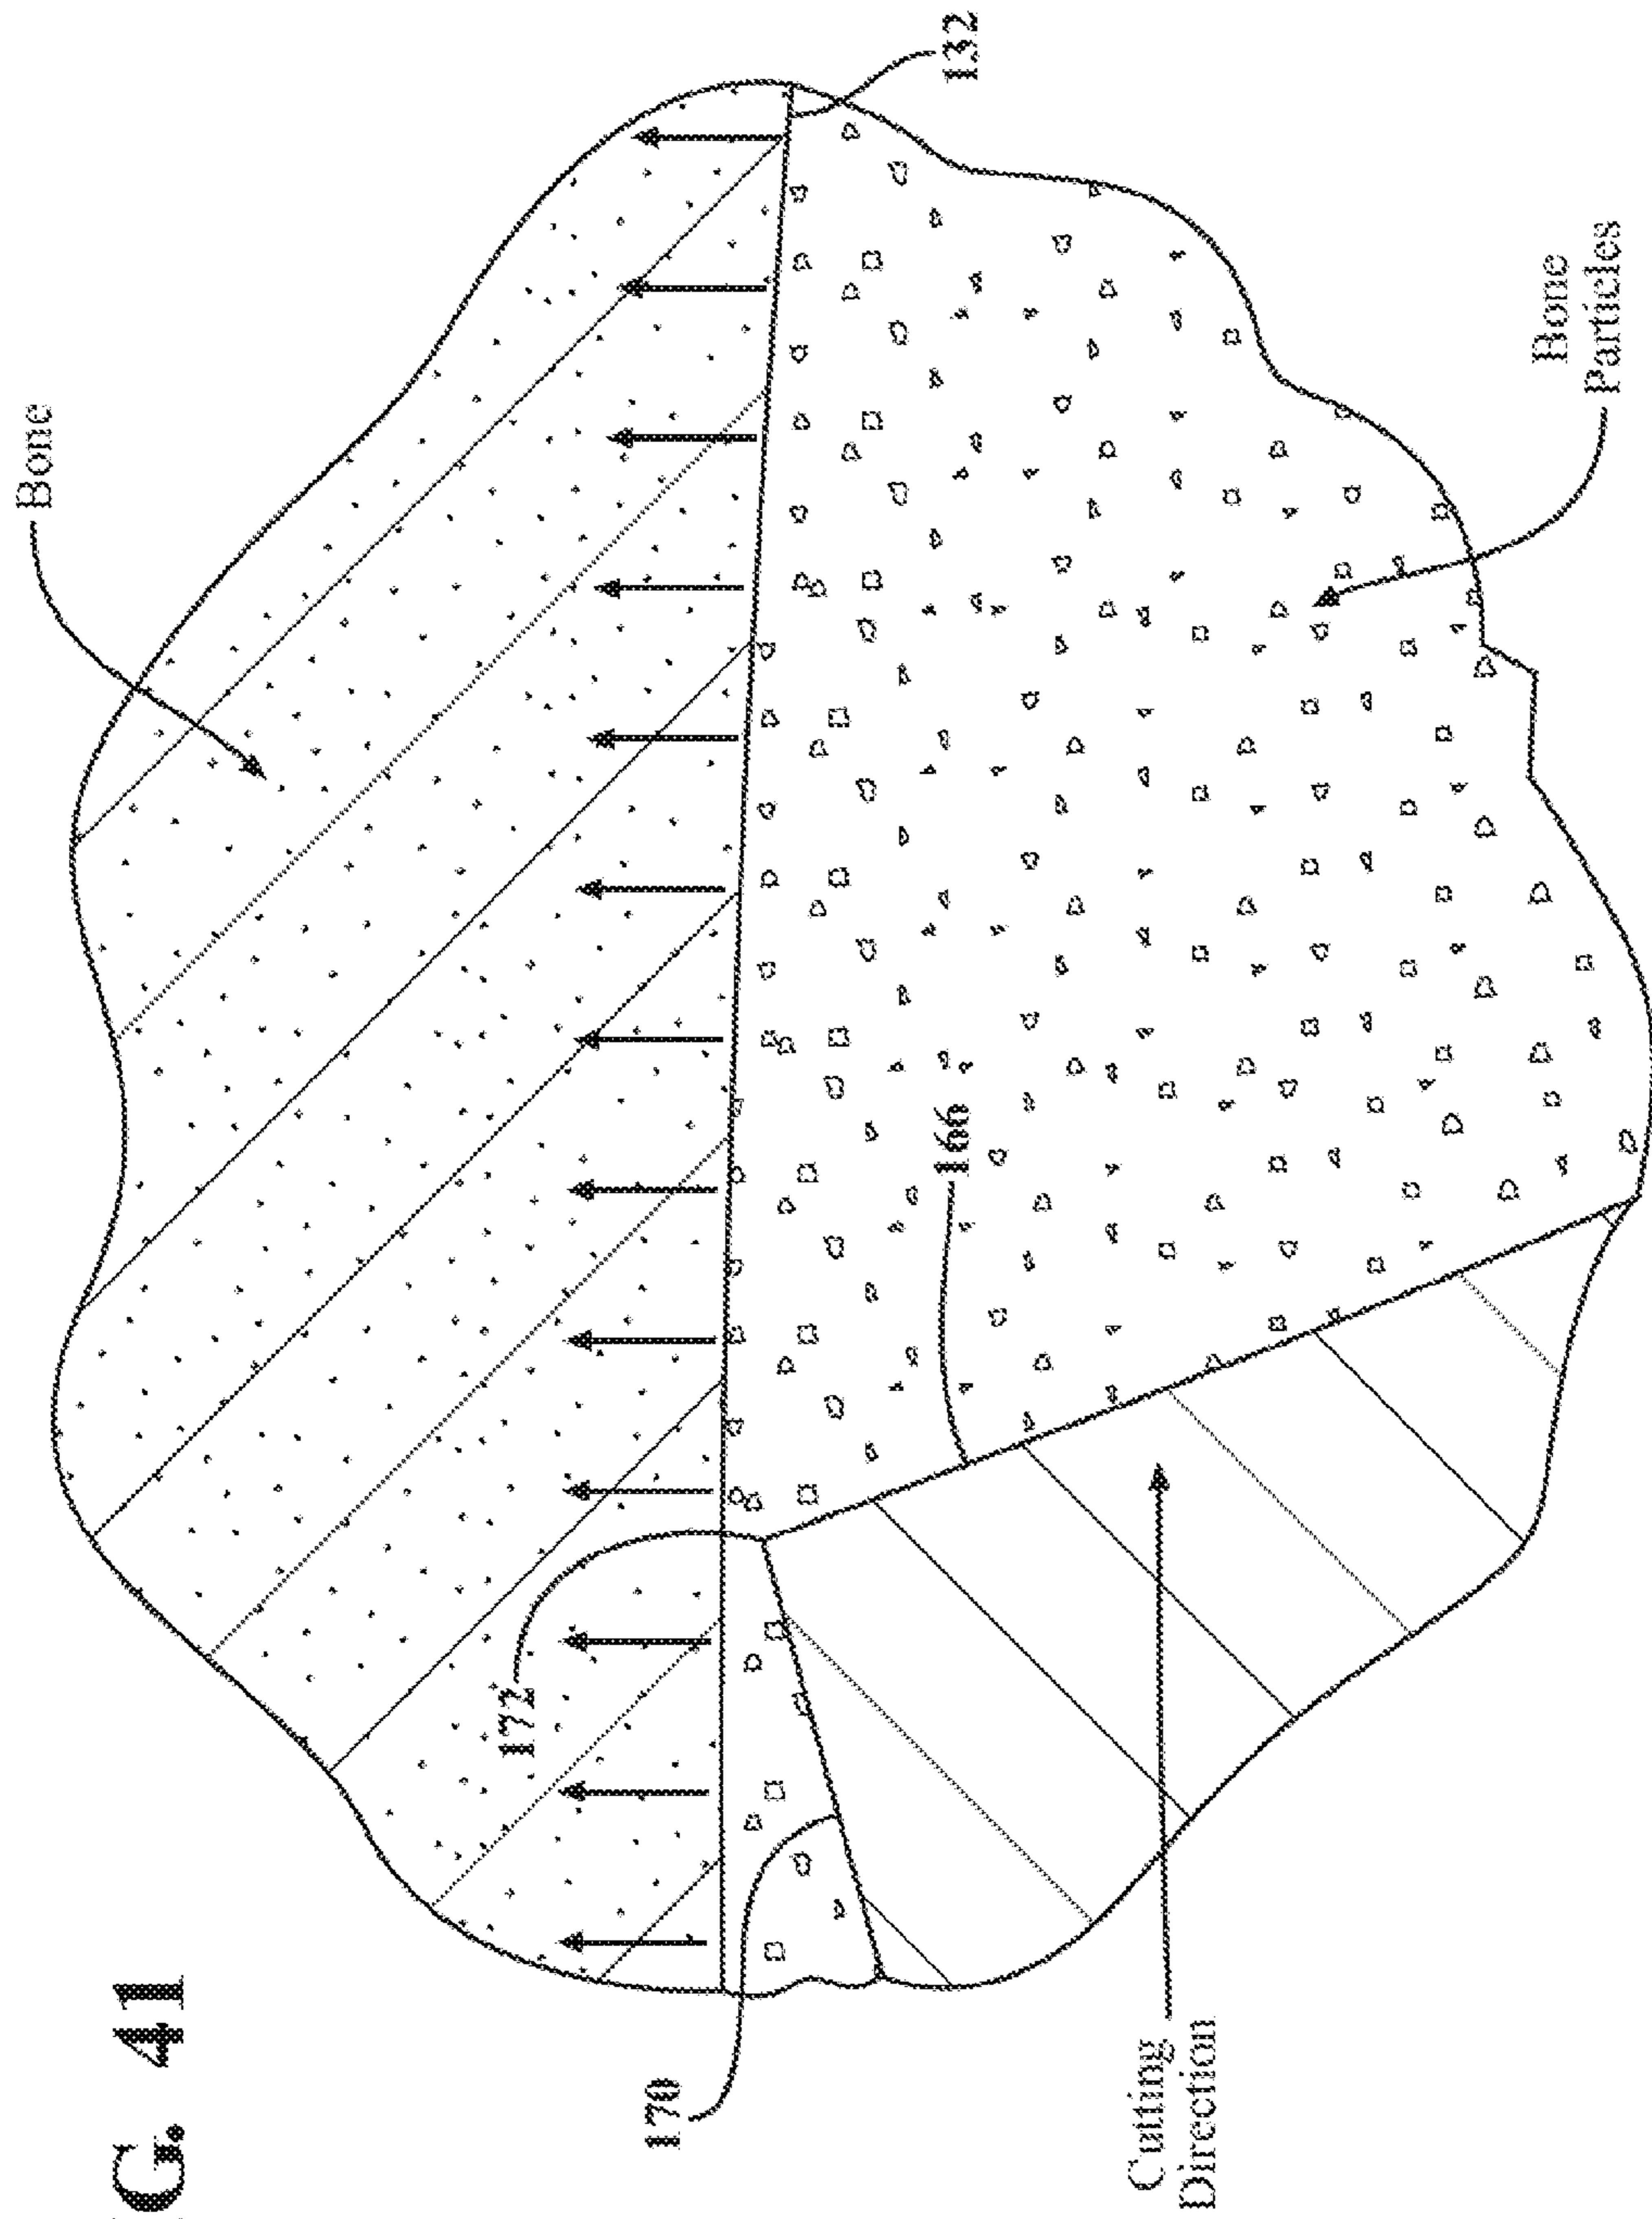 G. 41
Bone
132
Bone
Particles
166
172
170
Cutting
Direction